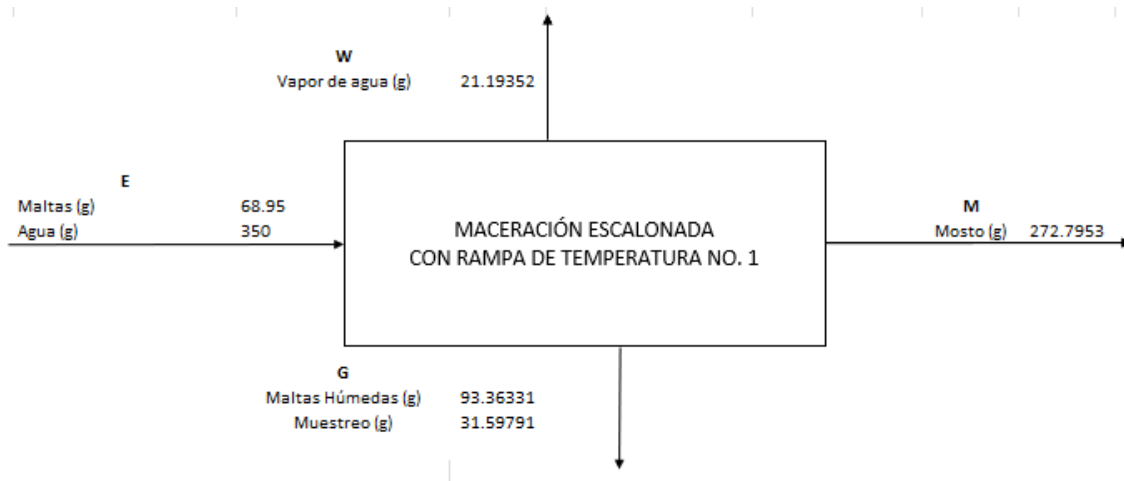 W
Vapor de agua (g) 21.19352
E
Maltas (g) 68.95
Agua (g) 350
MACERACIÓN ESCALONADA
CON RAMPA DE TEMPERATURA NO. 1
M
Mosto (g) 272.7953
G
Maltas Húmedas (g) 93.36331
Muestreo (g) 31.59791